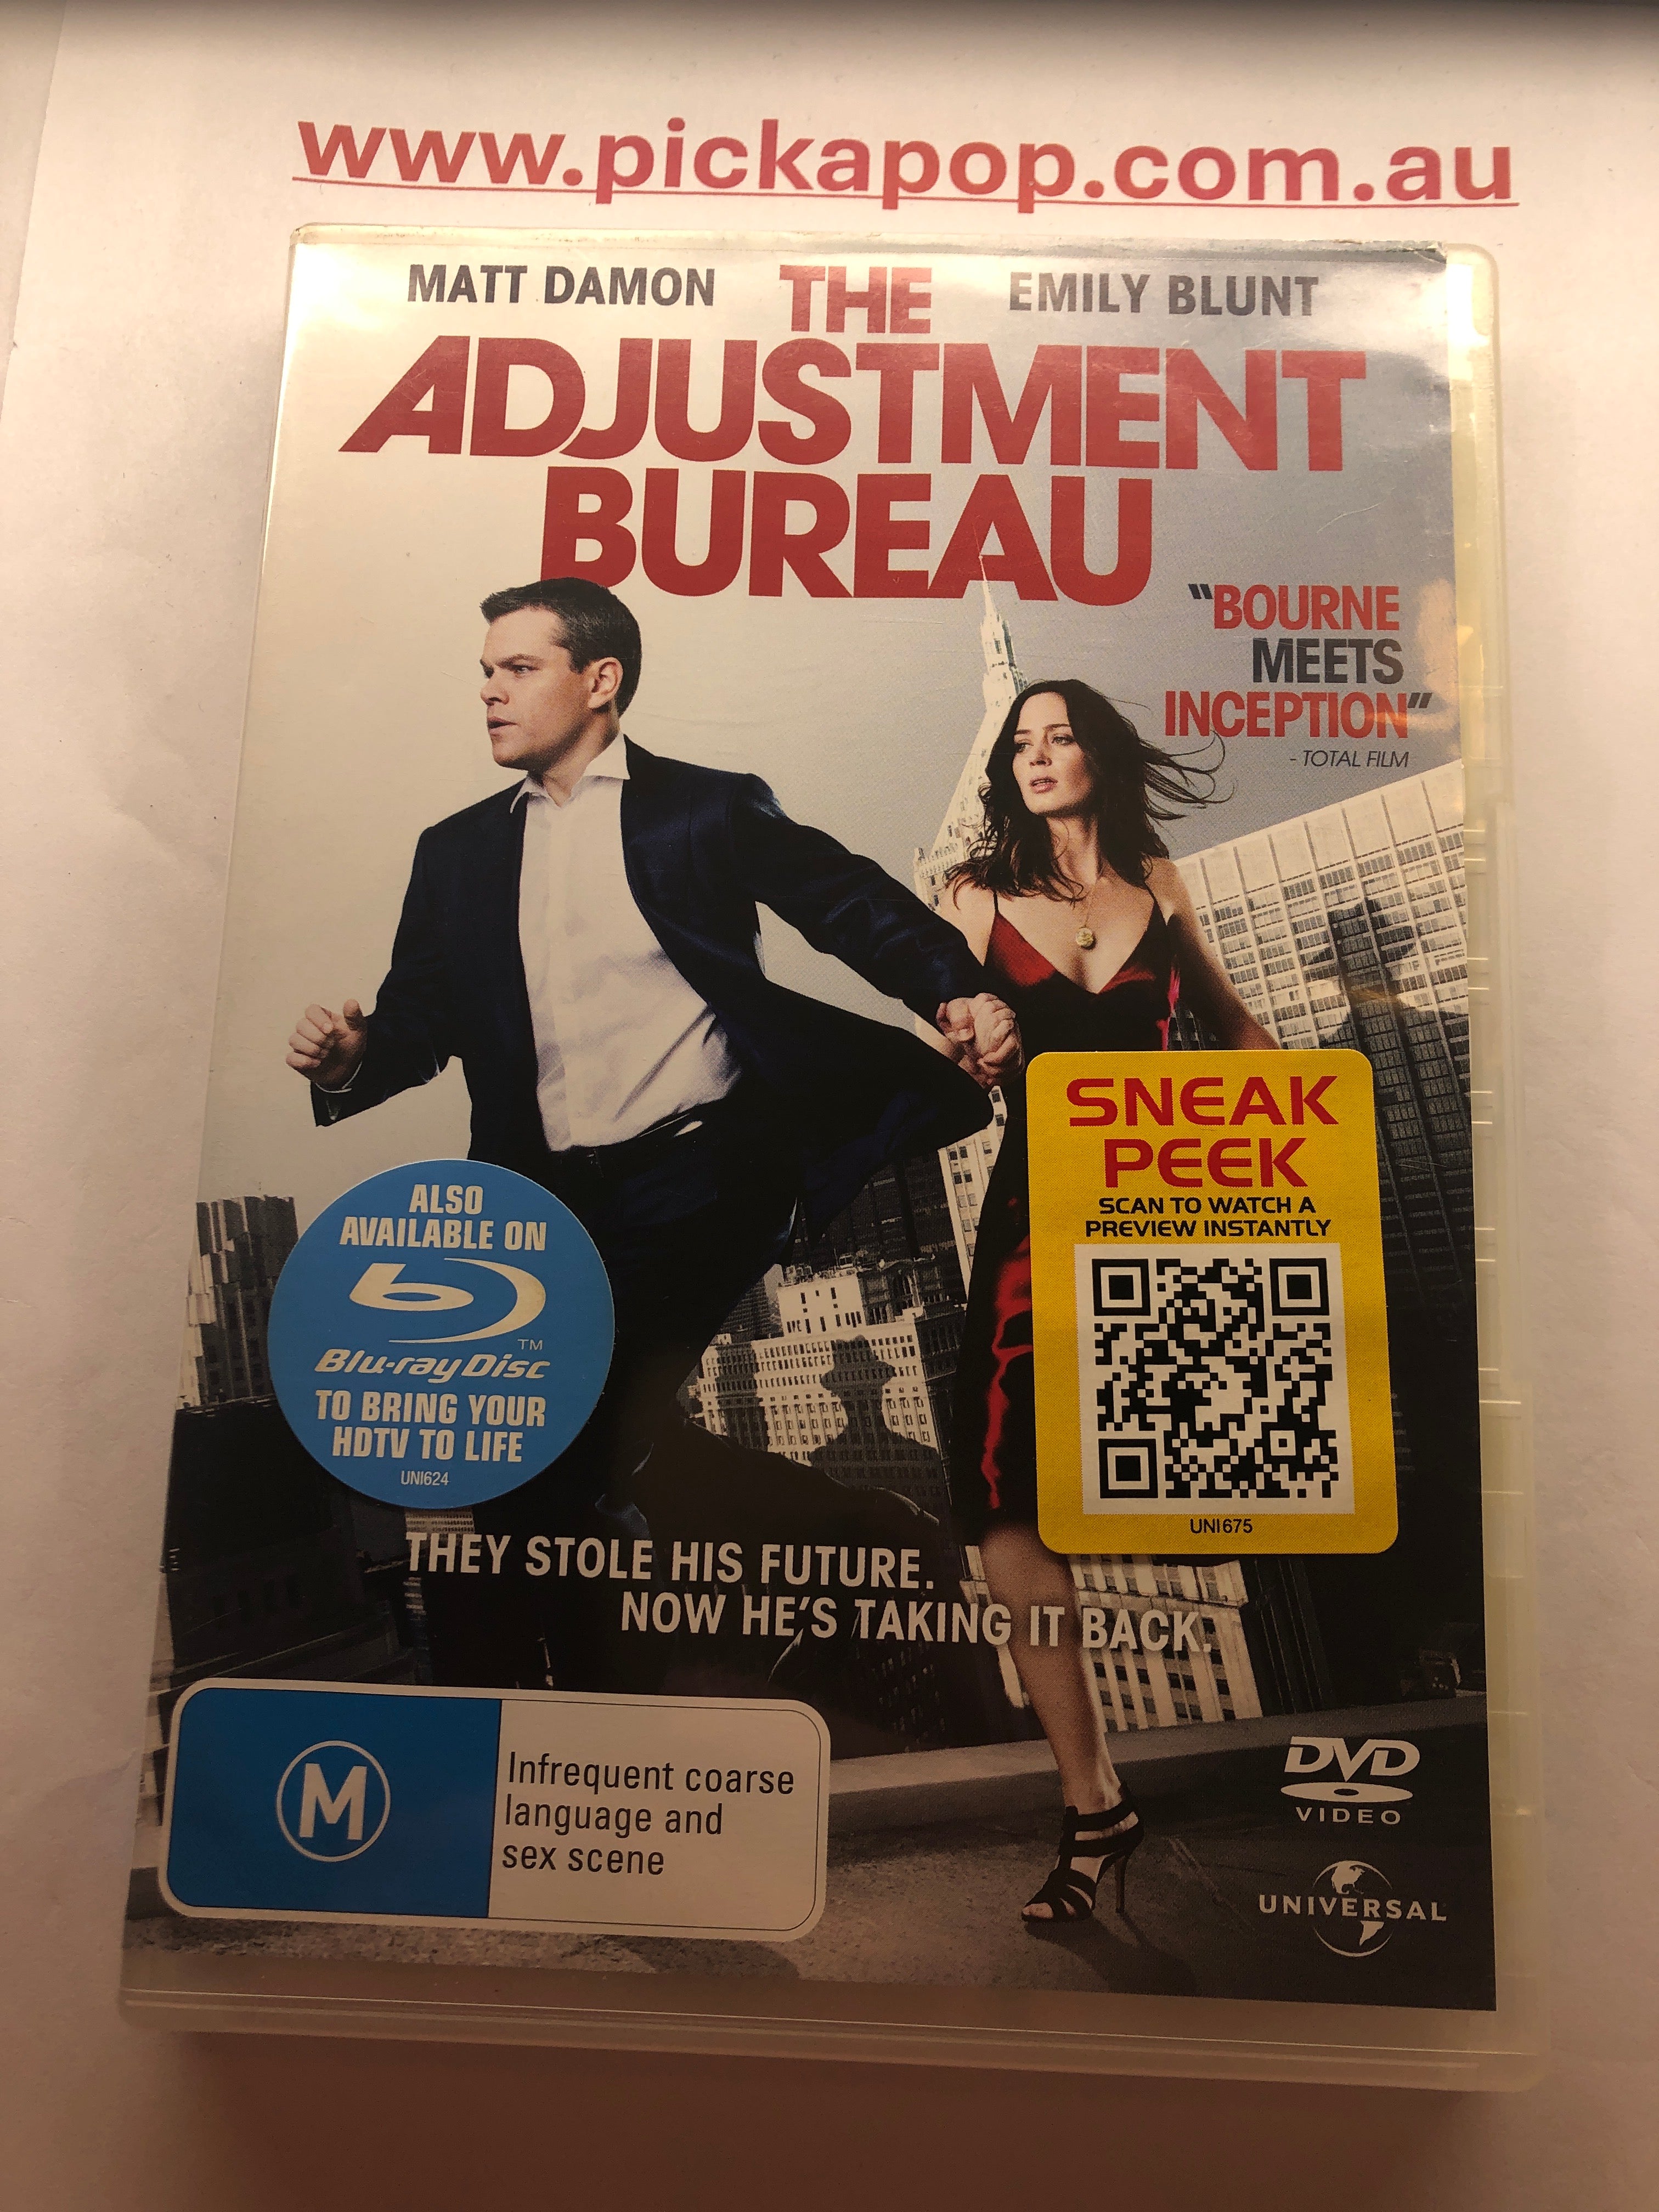 www.pickapop.com.au
MATT DAMON THE EMILY BLUNT
ADJUSTMENT
BUREAU
"BOURNE
MEETS
INCEPTION"
- TOTAL FILM
SNEAK
PEEK
SCAN TO WATCH A
PREVIEW INSTANTLY
UNI675
ALSO
AVAILABLE ON
b
TM
Blu-ray Disc
TO BRING YOUR
HDTV TO LIFE
UNI624
THEY STOLE HIS FUTURE.
NOW HE'S TAKING IT BACK.
M
Infrequent coarse
language and
sex scene
DVD
VIDEO
UNIVERSAL